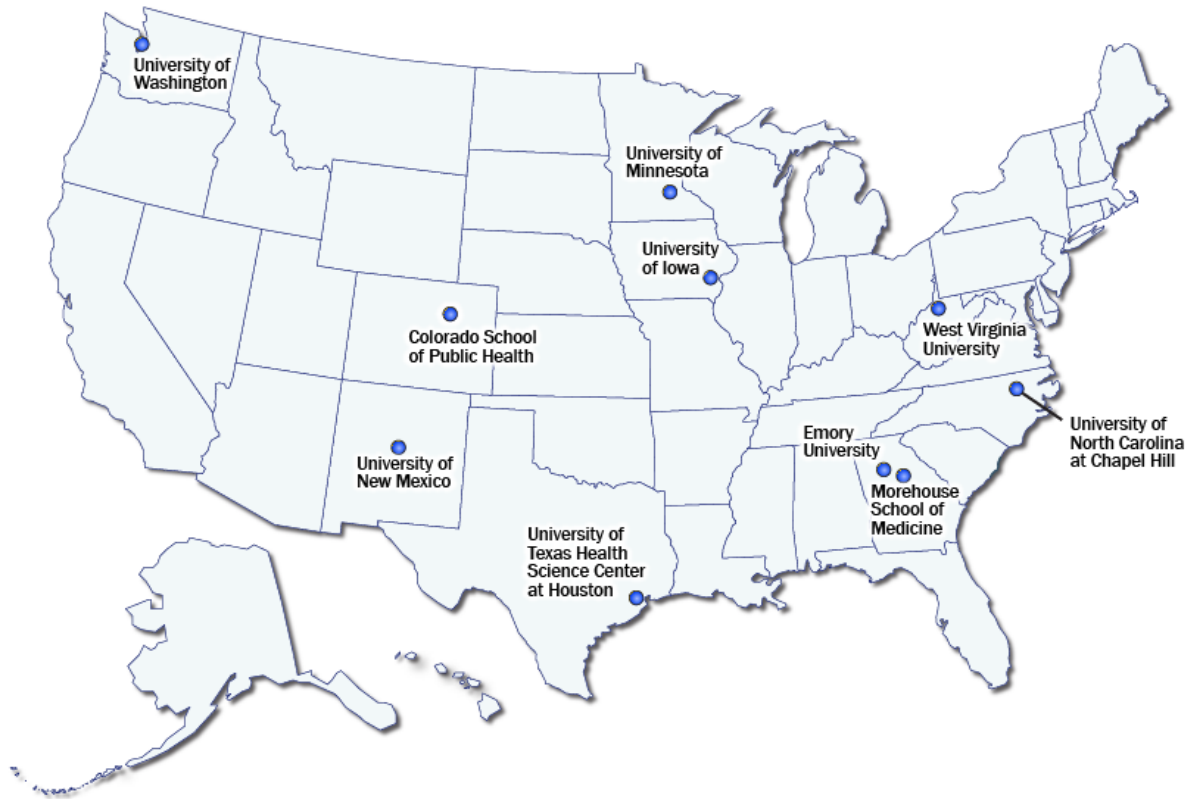 University of
Washington
University of
Minnesota
University
of Iowa
Colorado School
of Public Health
West Virginia
University
University of
North Carolina
at Chapel Hill
Emory
University
University of
New Mexico
Morehouse
School of
Medicine
University of
Texas Health
Science Center
at Houston